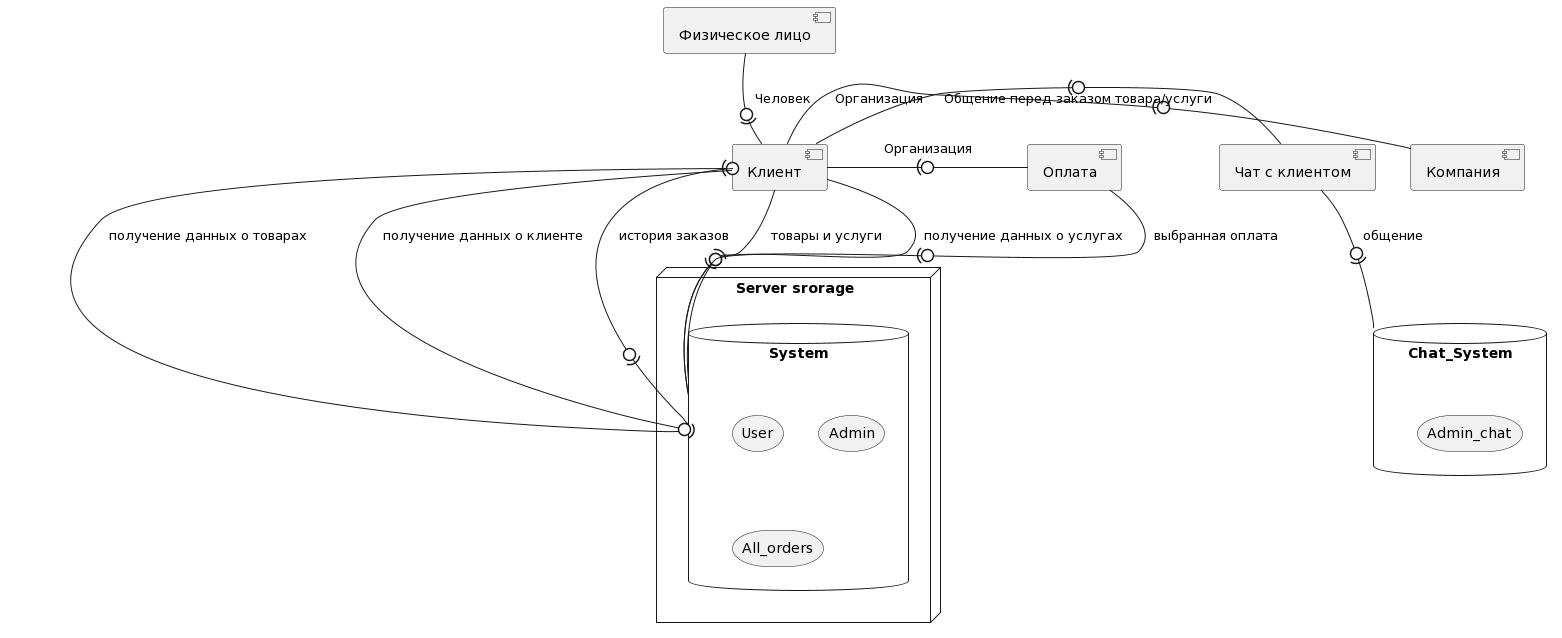 Физическое лицо
Человек
Организация
Общение перед заказом товара/услуги
Организация
Клиент
Оплата
Чат с клиентом
Компания
получение данных о товарах
получение данных о клиенте
история заказов
товары и услуги
получение данных о услугах
выбранная оплата
общение
Server srorage
System
Chat_System
User
Admin
Admin_chat
All_orders